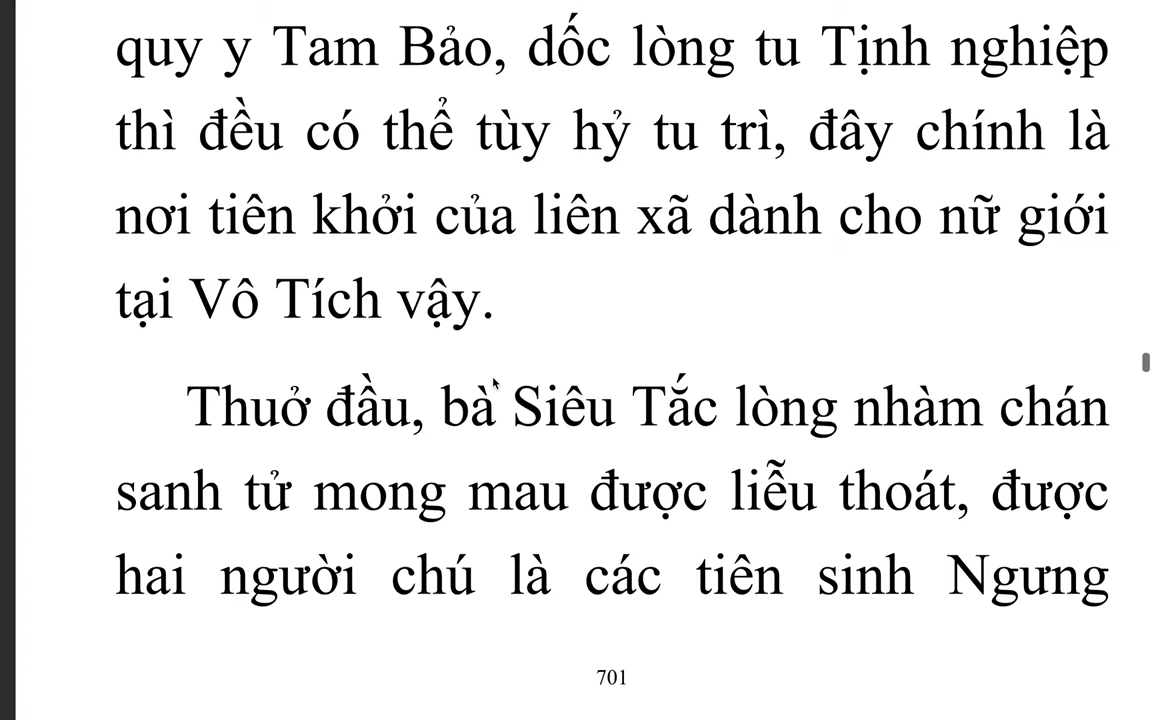 quy y Tam Bảo, dốc lòng tu Tịnh nghiệp
thì đều có thể tùy hỷ tu trì, đây chính là
nơi tiên khởi của liên xã dành cho nữ giới
tại Vô Tích vậy.
Thuở đầu, bà Siêu Tắc lòng nhàm chán
sanh tử mong mau được liễu thoát, được
hai người chú là các tiên sinh Ngưng
701